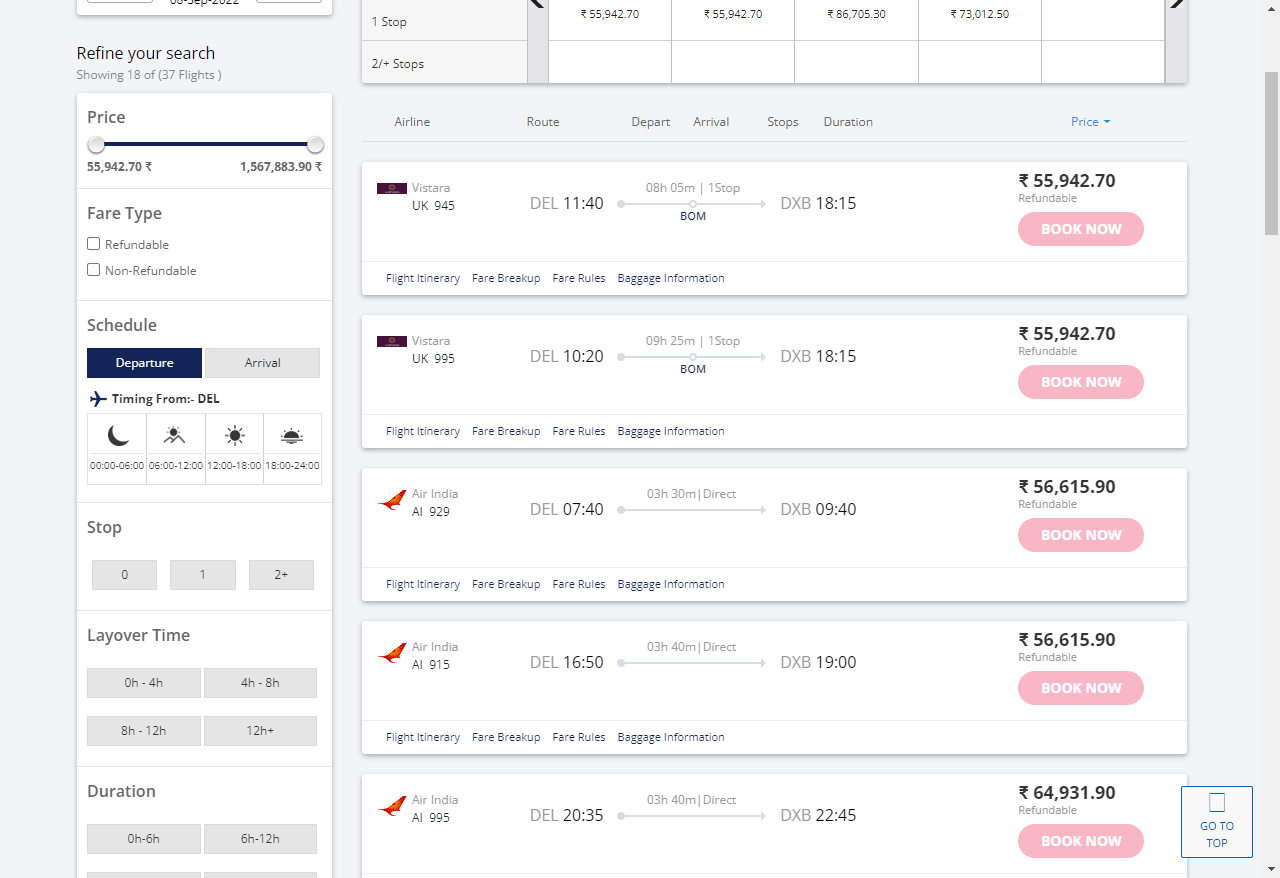 08-Sep-2022
Refine your search
Showing 18 of (37 Flights )
Price
55,942.70 ₹ 1,567,883.90 ₹
Fare Type
Refundable
Non-Refundable
Schedule
Departure Arrival
Timing From:- DEL
00:00-06:00 06:00-12:00 12:00-18:00 18:00-24:00
Stop
0 1 2+
Layover Time
0h - 4h 4h - 8h
8h - 12h 12h+
Duration
0h-6h 6h-12h
1 Stop ₹ 55,942.70 ₹ 55,942.70 ₹ 86,705.30 ₹ 73,012.50
2/+ Stops
Airline Route Depart Arrival Stops Duration Price
Vistara
UK 945
DEL 11:40
08h 05m | 1Stop
BOM
DXB 18:15
₹ 55,942.70
Refundable
BOOK NOW
Flight Itinerary Fare Breakup Fare Rules Baggage Information
Vistara
UK 995
DEL 10:20
09h 25m | 1Stop
BOM
DXB 18:15
₹ 55,942.70
Refundable
BOOK NOW
Flight Itinerary Fare Breakup Fare Rules Baggage Information
Air India
AI 929
DEL 07:40
03h 30m|Direct
DXB 09:40
₹ 56,615.90
Refundable
BOOK NOW
Flight Itinerary Fare Breakup Fare Rules Baggage Information
Air India
AI 915
DEL 16:50
03h 40m|Direct
DXB 19:00
₹ 56,615.90
Refundable
BOOK NOW
Flight Itinerary Fare Breakup Fare Rules Baggage Information
Air India
AI 995
DEL 20:35
03h 40m|Direct
DXB 22:45
₹ 64,931.90
Refundable
BOOK NOW
GO TO
TOP